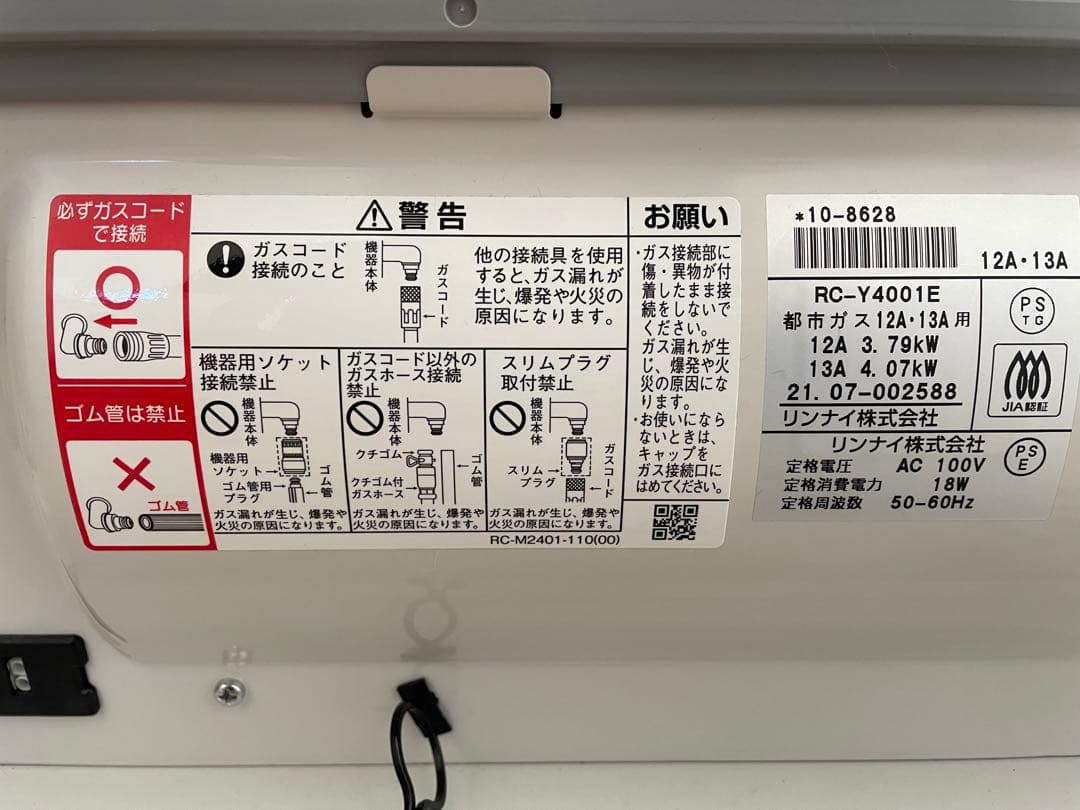 必ずガスコード
で接続
ゴム管は禁止
ゴム管
警告
ガスコード
接続のこと
機器本体
ガスコード
他の接続具を使用
すると、ガス漏れが
生じ、爆発や火災の
原因になります。
機器用ソケット
接続禁止
機器本体
機器用
ソケット
ゴム管用
プラグ
ゴム管
ガス漏れが生じ、爆発や
火災の原因になります。
ガスコード以外の
ガスホース接続
禁止
機器本体
クチゴム
クチゴム付
ガスホース
ゴム管
ガス漏れが生じ、爆発や
火災の原因になります。
スリムプラグ
取付禁止
機器本体
スリム
プラグ
ガスコード
ガス漏れが生じ、爆発や
火災の原因になります。
RC-M2401-110(00)
お願い
・ガス接続部に
傷・異物が付
着したまま接
続をしないで
ください。
ガス漏れが生
じ、爆発や火
災の原因にな
ります。
・お使いになら
ないときは、
キャップを
ガス接続口に
はめてください。
*10-8628
12A・13A
RC-Y4001E
都市ガス12A・13A用
12A 3.79kW
13A 4.07kW
21.07-002588
リンナイ株式会社
PS
TG
JIA認証
リンナイ株式会社
定格電圧 AC 100V
定格消費電力 18W
定格周波数 50-60Hz
PS
E